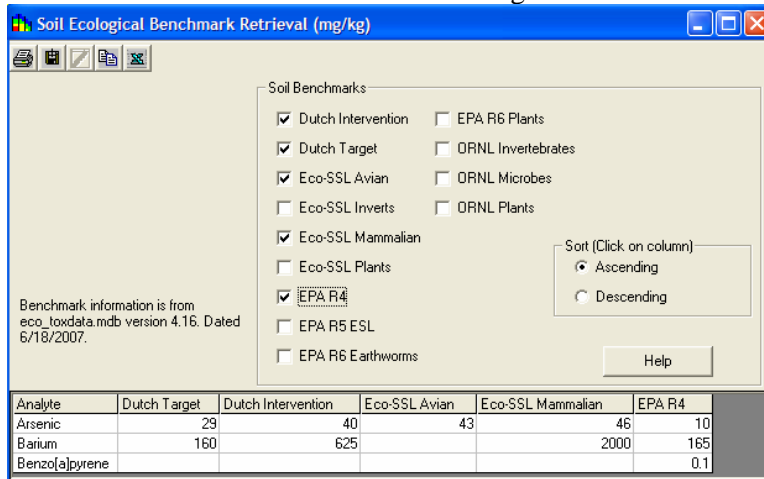 Soil Ecological Benchmark Retrieval (mg/kg)
Soil Benchmarks
Dutch Intervention EPA R6 Plants
Dutch Target ORNL Invertebrates
Eco-SSL Avian ORNL Microbes
Eco-SSL Inverts ORNL Plants
Eco-SSL Mammalian
Eco-SSL Plants
EPA R4
EPA R5 ESL
EPA R6 Earthworms
Sort (Click on column)
Ascending
Descending
Help
Benchmark information is from
eco_toxdata.mdb version 4.16. Dated
6/18/2007.
Analyte Dutch Target Dutch Intervention Eco-SSL Avian Eco-SSL Mammalian EPA R4
Arsenic 29 40 43 46 10
Barium 160 625 2000 165
Benzo[a]pyrene 0.1